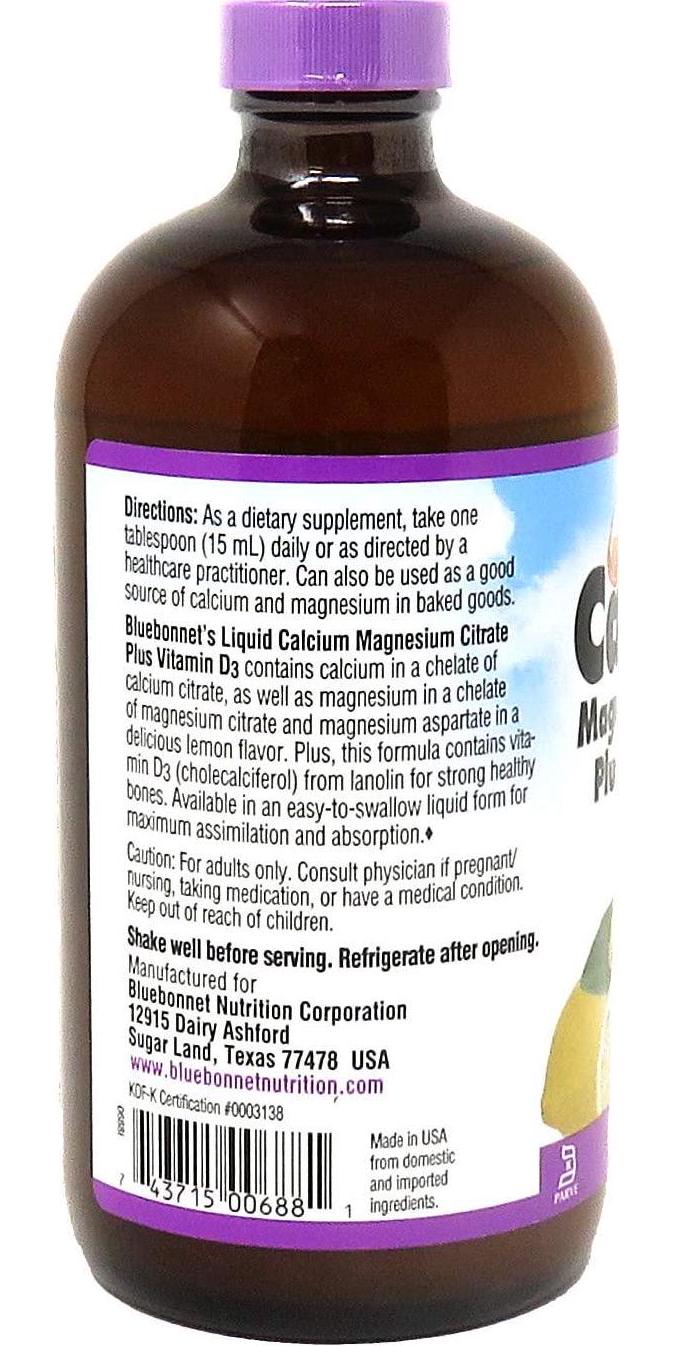 Directions: As a dietary supplement, take one
tablespoon (15 mL) daily or as directed by a
healthcare practitioner. Can also be used as a good
source of calcium and magnesium in baked goods.
Bluebonnet's Liquid Calcium Magnesium Citrate
Plus Vitamin D3 contains calcium in a chelate of
calcium citrate, as well as magnesium in a chelate
of magnesium citrate and magnesium aspartate in a
delicious lemon flavor. Plus, this formula contains vita-
min D3 (cholecalciferol) from lanolin for strong healthy
bones. Available in an easy-to-swallow liquid form for
maximum assimilation and absorption.♦
Caution: For adults only. Consult physician if pregnant/
nursing, taking medication, or have a medical condition.
Keep out of reach of children.
Shake well before serving. Refrigerate after opening.
Manufactured for
Bluebonnet Nutrition Corporation
12915 Dairy Ashford
Sugar Land, Texas 77478 USA
www.bluebonnetnutrition.com
KOF-K Certification #0003138
7 43715 00688 1
Made in USA
from domestic
and imported
ingredients.
Ca
Mag
Plu
PARVE